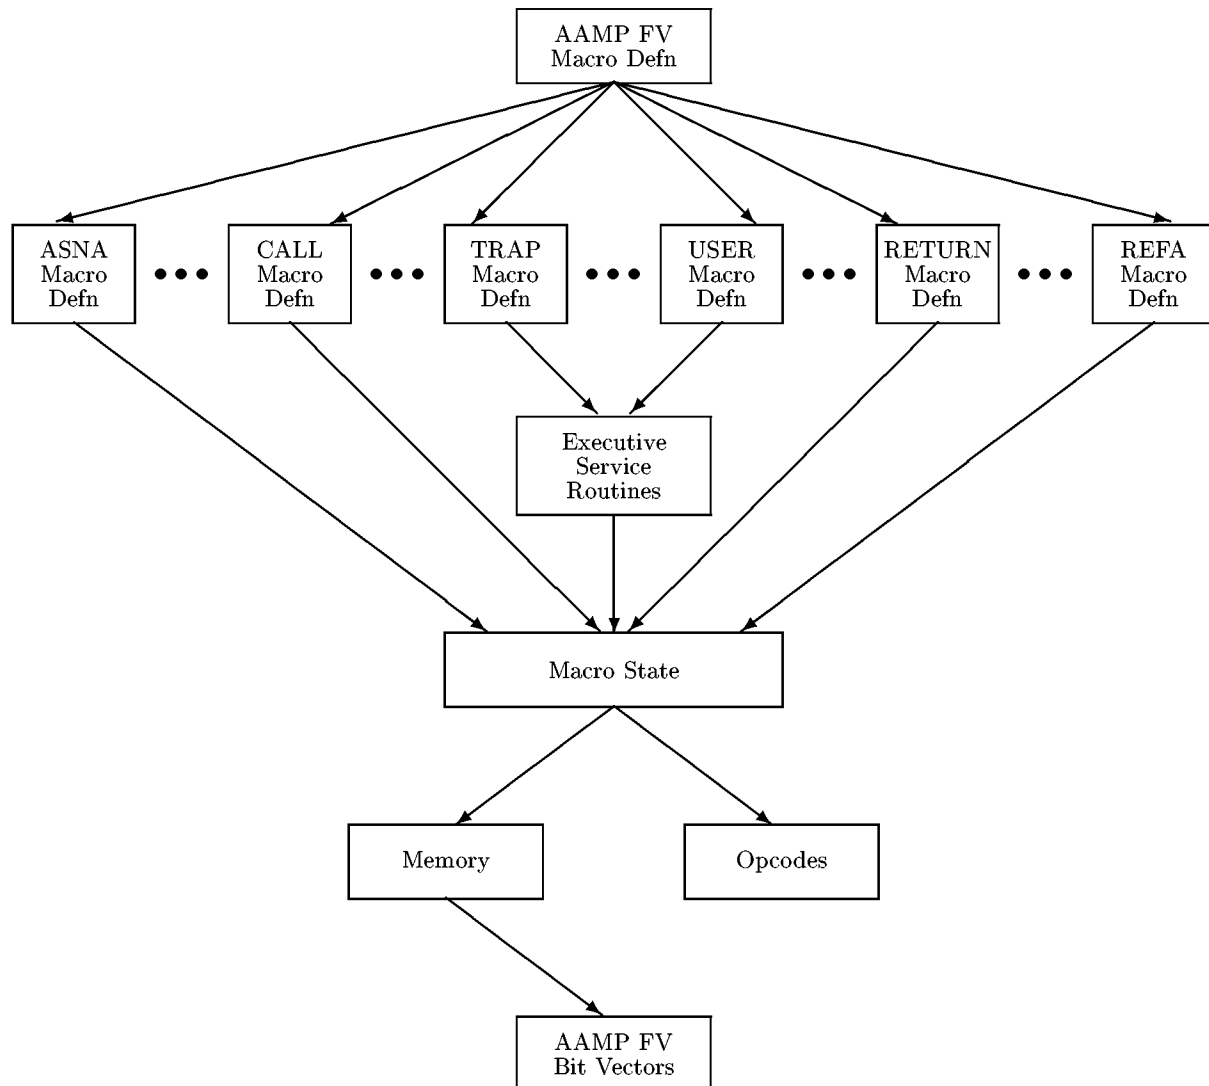 AAMP FV
Macro Defn
ASNA
Macro
Defn
CALL
Macro
Defn
TRAP
Macro
Defn
USER
Macro
Defn
RETURN
Macro
Defn
REFA
Macro
Defn
Executive
Service
Routines
Macro State
Memory
Opcodes
AAMP FV
Bit Vectors